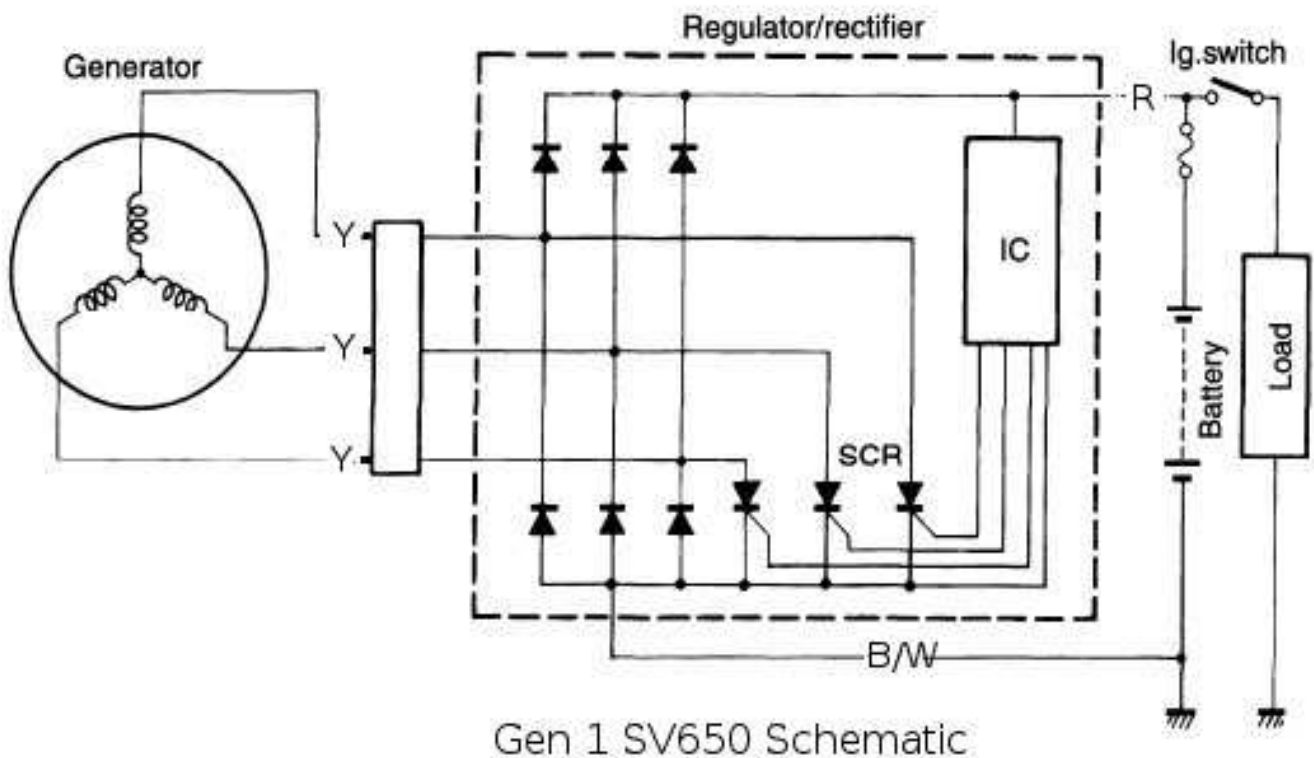 Regulator/rectifier
Generator
Ig.switch
R
Y
IC
Y
Battery
Load
Y
SCR
B/W
Gen 1 SV650 Schematic